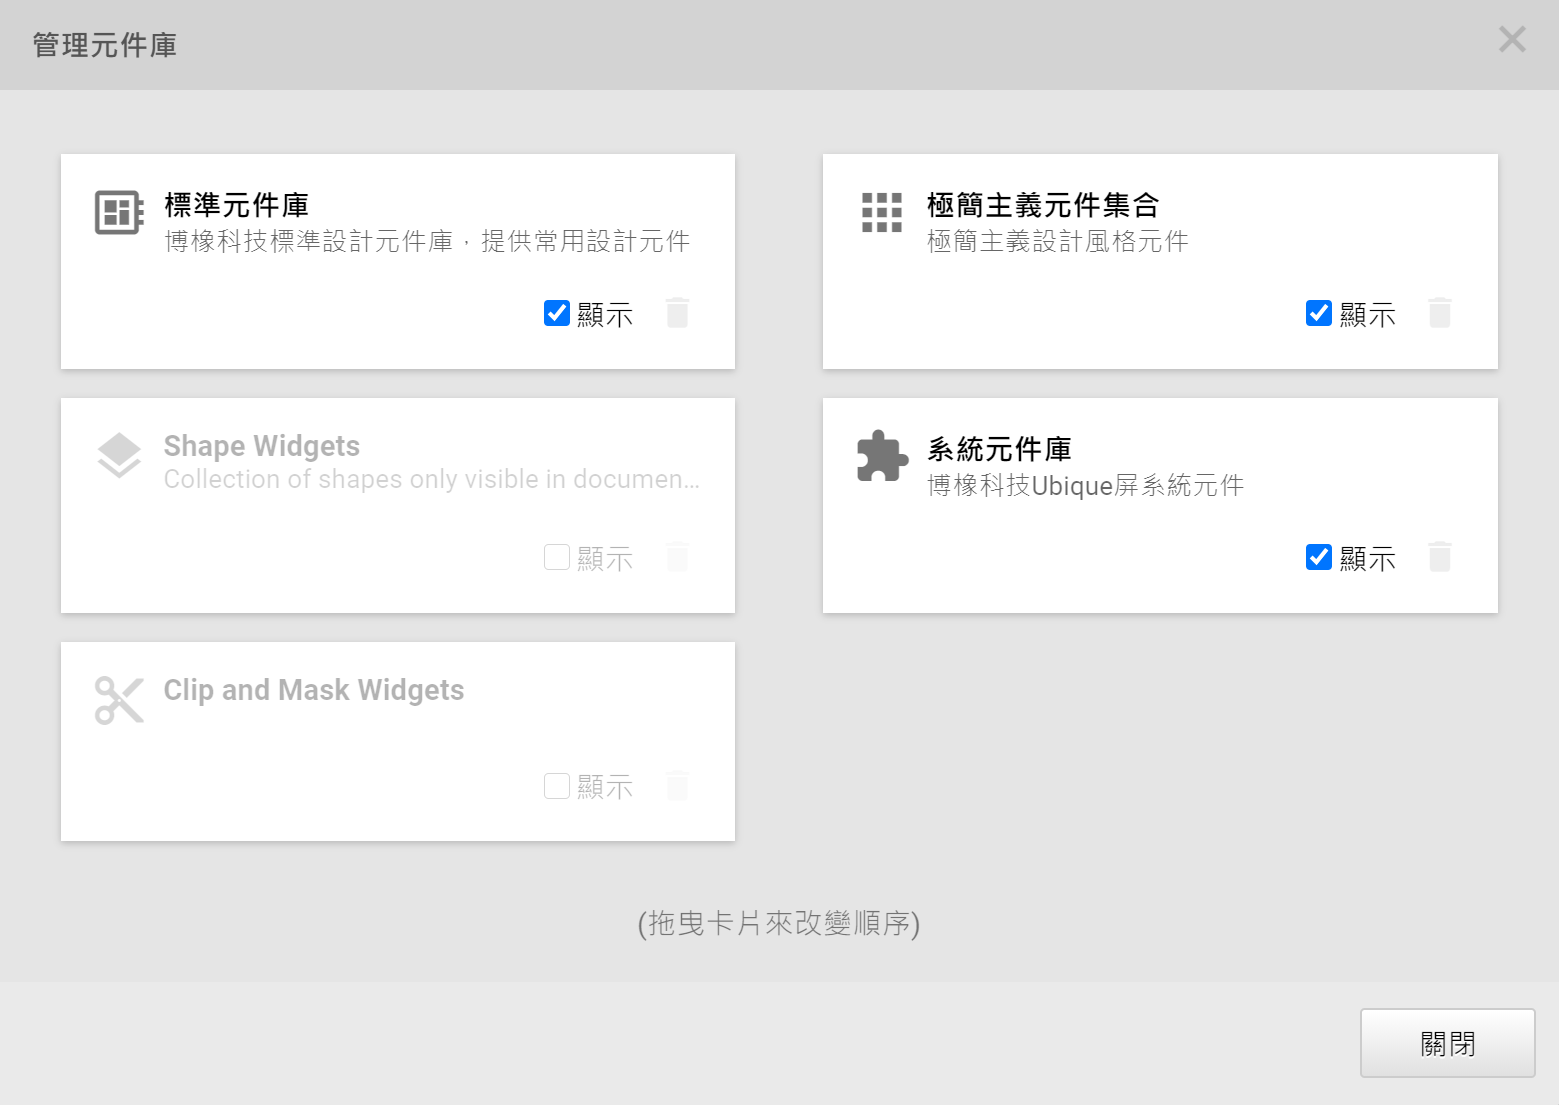 管理元件庫
標準元件庫
博橡科技標準設計元件庫，提供常用設計元件
顯示
極簡主義元件集合
極簡主義設計風格元件
顯示
Shape Widgets
Collection of shapes only visible in documen...
顯示
系統元件庫
博橡科技Ubique屏系統元件
顯示
Clip and Mask Widgets
顯示
(拖曳卡片來改變順序)
關閉